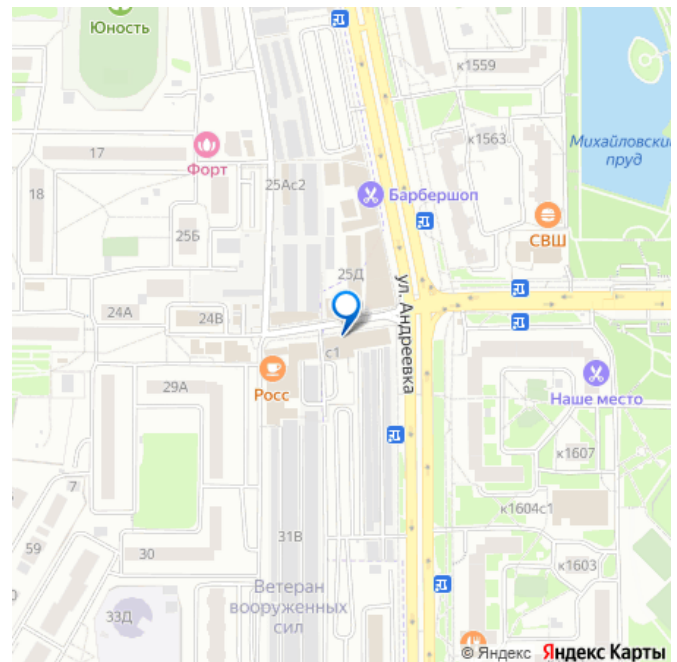 Юность
к1559
17
Форт
к1563
Михайловский
пруд
18
25Ас2
Барбершоп
25Б
СВШ
25Д
ул. Андреевка
24А
24В
с1
29А
Росс
Наше место
7
к1607
59
31В
к1604с1
30
к1603
Ветеран
вооруженных
сил
33Д
© Яндекс Яндекс Карты